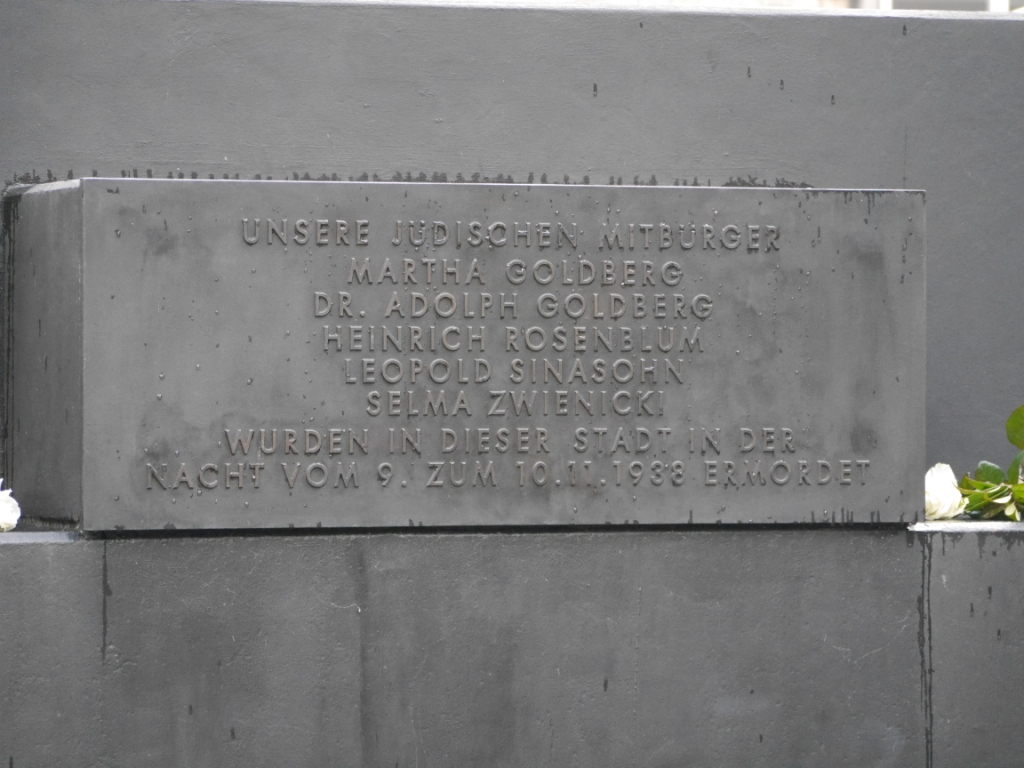 UNSERE JÜDISCHEN MITBÜRGER
MARTHA GOLDBERG
DR. ADOLPH GOLDBERG
HEINRICH ROSENBLUM
LEOPOLD SINASOHN
SELMA ZWIENICKI
WURDEN IN DIESER STADT IN DER
NACHT VOM 9. ZUM 10.11.1938 ERMORDET